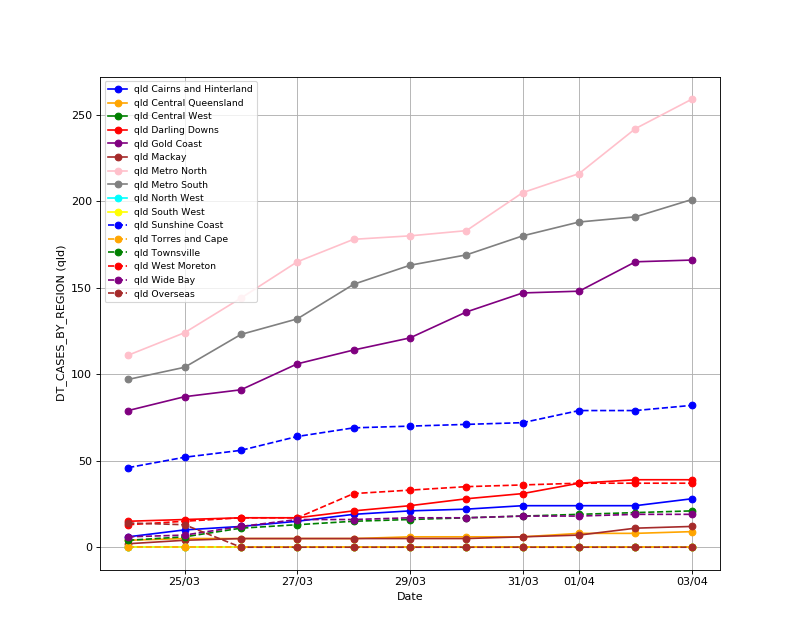 qld Cairns and Hinterland
qld Central Queensland
qld Central West
qld Darling Downs
qld Gold Coast
qld Mackay
qld Metro North
qld Metro South
qld North West
qld South West
qld Sunshine Coast
qld Torres and Cape
qld Townsville
qld West Moreton
qld Wide Bay
qld Overseas
DT_CASES_BY_REGION (qld)
250
200
150
100
50
0
25/03 27/03 29/03 31/03 01/04 03/04
Date